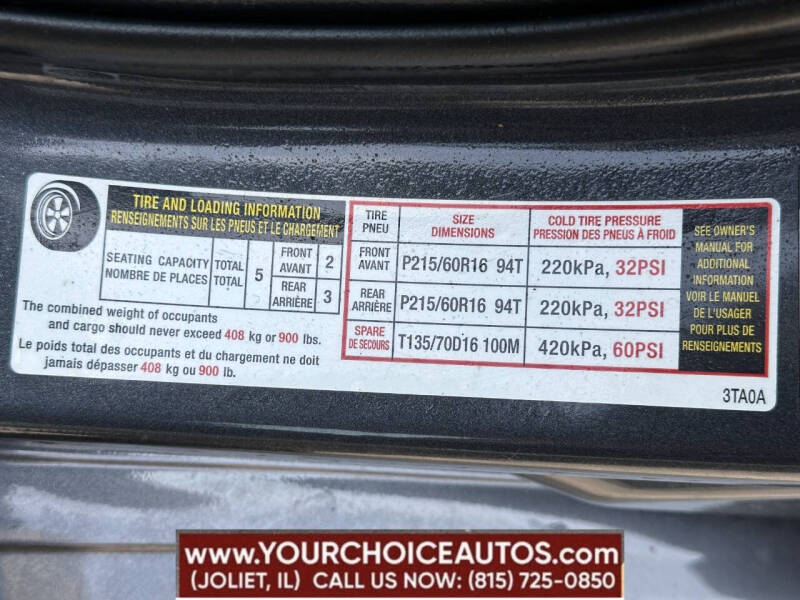 TIRE AND LOADING INFORMATION
RENSEIGNEMENTS SUR LES PNEUS ET LE CHARGEMENT
SEATING CAPACITY
NOMBRE DE PLACES
TOTAL
TOTAL
5
FRONT
AVANT
2
REAR
ARRIÈRE
3
The combined weight of occupants
and cargo should never exceed 408 kg or 900 lbs.
Le poids total des occupants et du chargement ne doit
jamais dépasser 408 kg ou 900 lb.
TIRE
PNEU
SIZE
DIMENSIONS
COLD TIRE PRESSURE
PRESSION DES PNEUS À FROID
FRONT
AVANT
P215/60R16 94T
220kPa, 32PSI
REAR
ARRIÈRE
P215/60R16 94T
220kPa, 32PSI
SPARE
DE SECOURS
T135/70D16 100M
420kPa, 60PSI
SEE OWNER'S
MANUAL FOR
ADDITIONAL
INFORMATION
VOIR LE MANUEL
DE L'USAGER
POUR PLUS DE
RENSEIGNEMENTS
3TA0A
www.YOURCHOICEAUTOS.com
(JOLIET, IL) CALL US NOW: (815) 725-0850